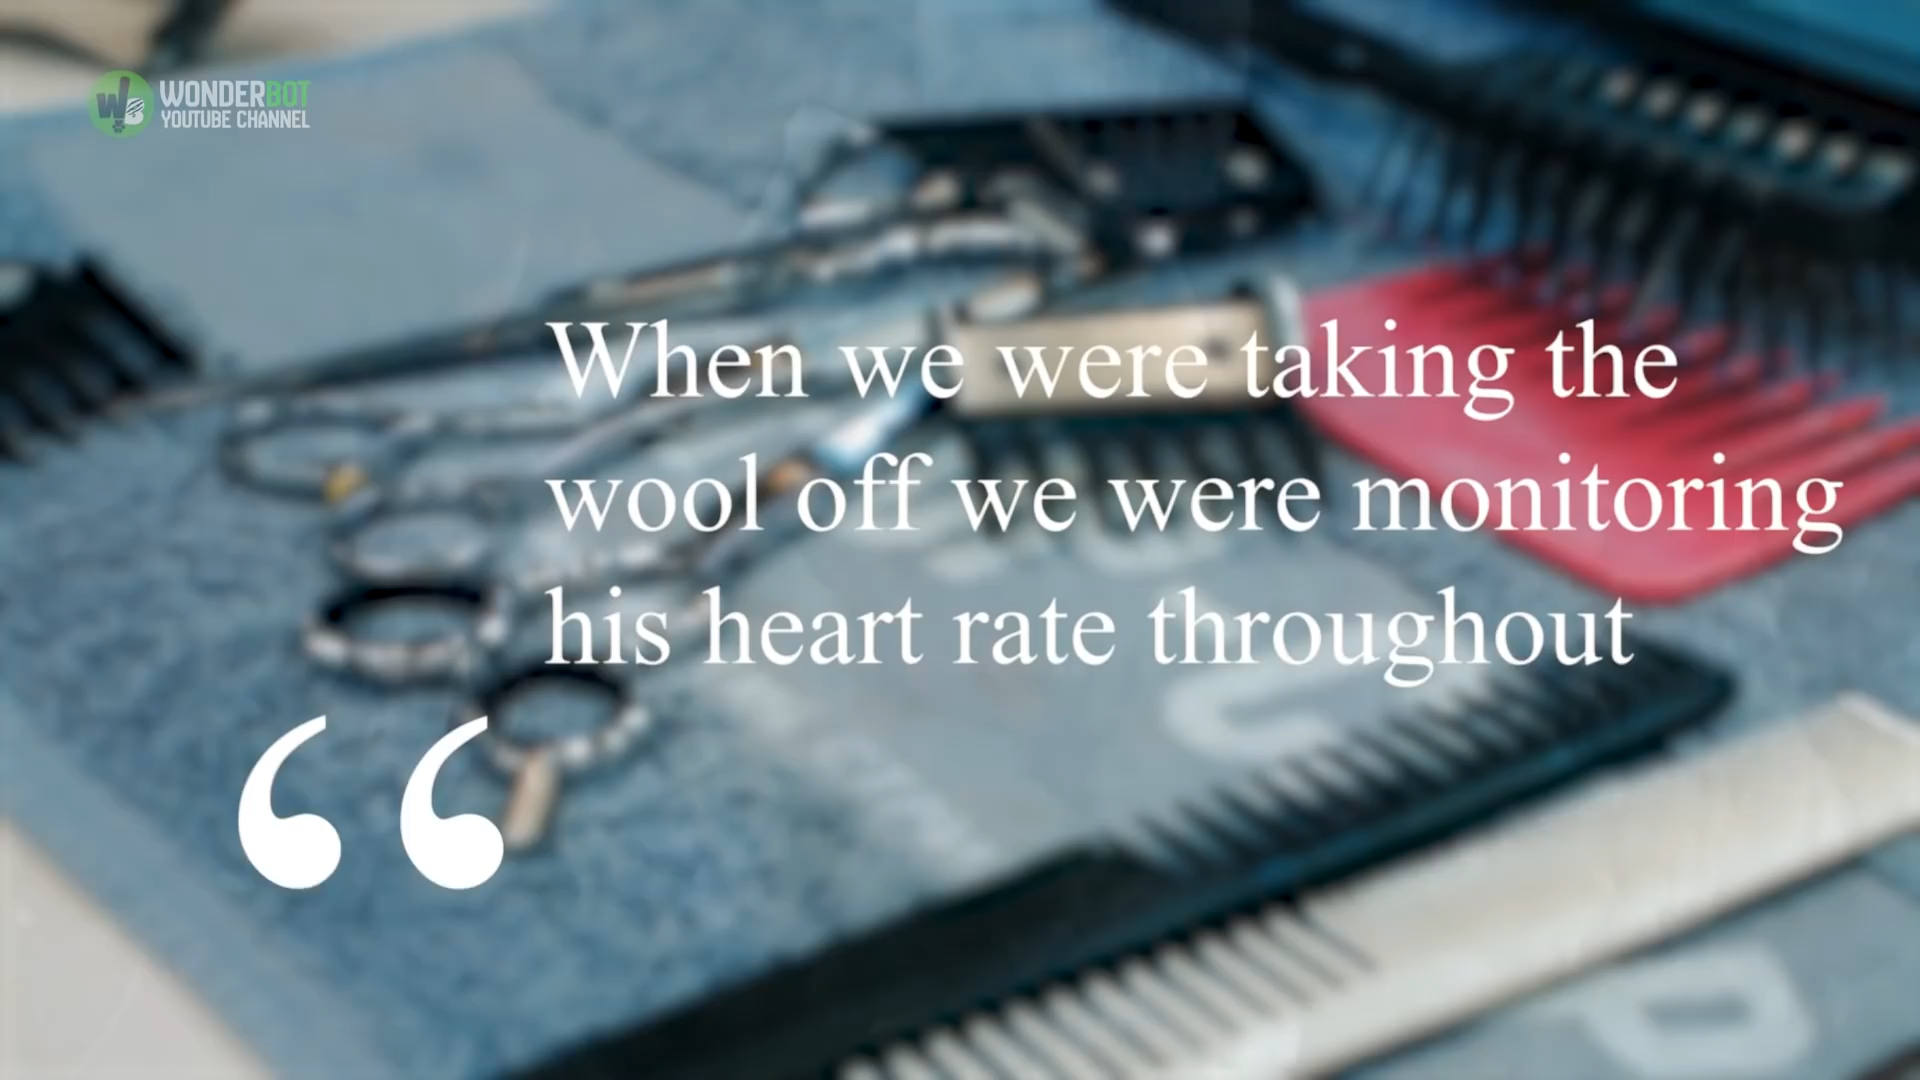 WONDERBOT
YOUTUBE CHANNEL
When we were taking the
wool off we were monitoring
his heart rate throughout
“